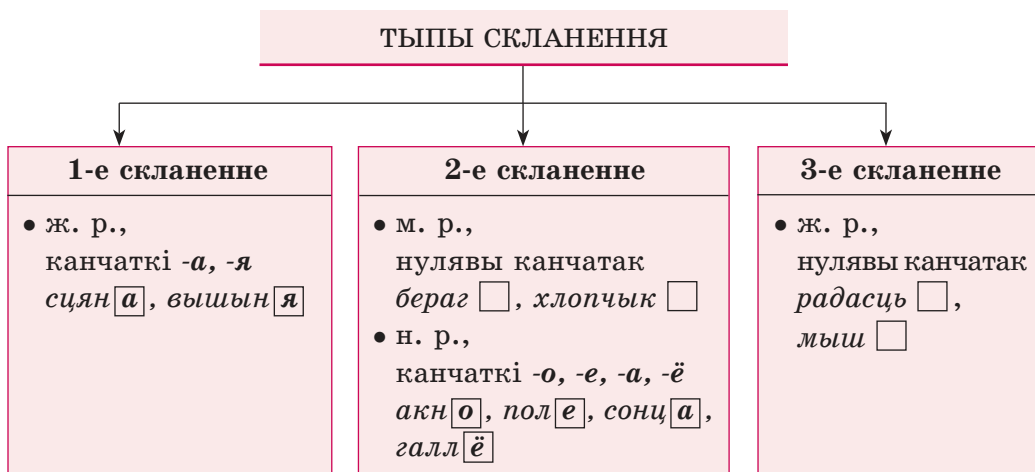 ТЫПЫ СКЛАНЕННЯ
1-е скланенне
• ж. р.,
канчаткі -а, -я
сцяна, вышыня
2-е скланенне
• м. р.,
нулявы канчатак
бераг □, хлопчык □
• н. р.,
канчаткі -о, -е, -а, -ё
акно, поле, сонца,
галлё
3-е скланенне
• ж. р.,
нулявы канчатак
радасць □,
мыш □